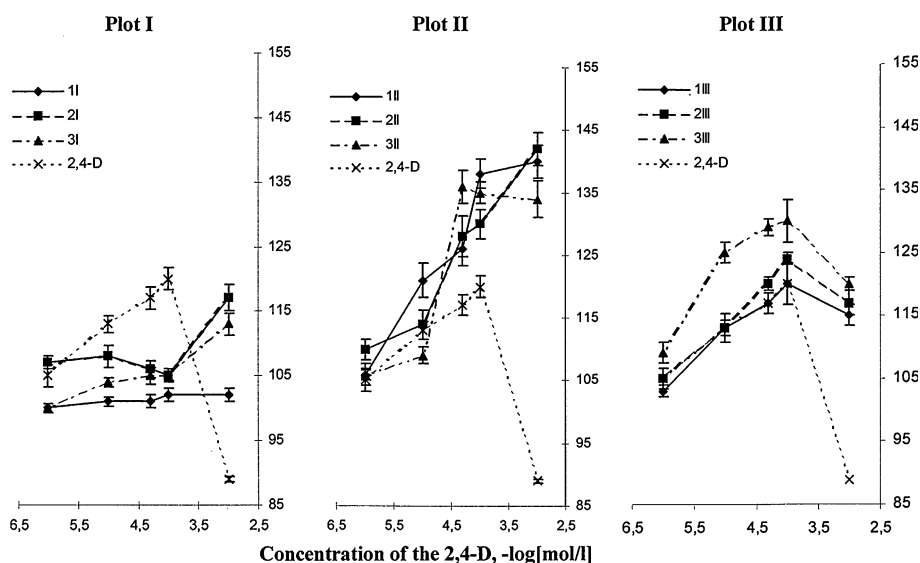 Plot I
Plot II
Plot III
1I
2I
3I
2,4-D
1II
2II
3II
2,4-D
1III
2III
3III
2,4-D
155
145
135
125
115
105
95
85
155
145
135
125
115
105
95
85
155
145
135
125
115
105
95
85
6,5 5,5 4,5 3,5 2,5
6,5 5,5 4,5 3,5 2,5
6,5 5,5 4,5 3,5 2,5
Concentration of the 2,4-D, -log[mol/l]